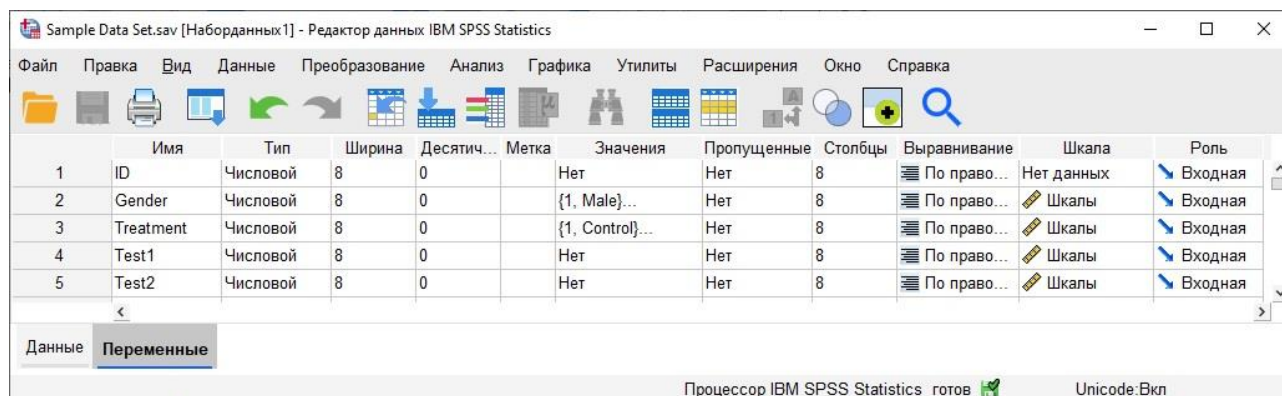 Sample Data Set.sav [Наборданных1] - Редактор данных IBM SPSS Statistics
Файл Правка Вид Данные Преобразование Анализ Графика Утилиты Расширения Окно Справка
Имя Тип Ширина Десятич... Метка Значения Пропущенные Столбцы Выравнивание Шкала Роль
1 ID Числовой 8 0 Нет Нет 8 По право... Нет данных Входная
2 Gender Числовой 8 0 {1, Male}... Нет 8 По право... Шкалы Входная
3 Treatment Числовой 8 0 {1, Control}... Нет 8 По право... Шкалы Входная
4 Test1 Числовой 8 0 Нет Нет 8 По право... Шкалы Входная
5 Test2 Числовой 8 0 Нет Нет 8 По право... Шкалы Входная
Данные Переменные
Процессор IBM SPSS Statistics готов Unicode:Вкл